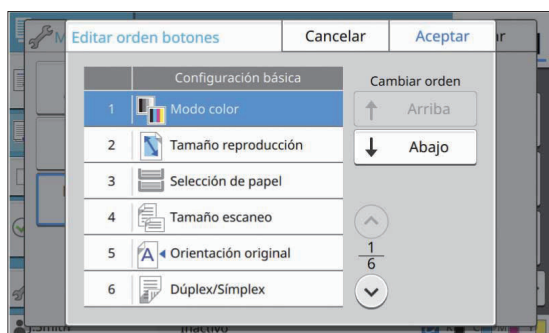 Editar orden botones
Cancelar
Aceptar
Configuración básica
Cambiar orden
1 Modo color
Arriba
2 Tamaño reproducción
Abajo
3 Selección de papel
4 Tamaño escaneo
5 A Orientación original
1
6
6 Dúplex/Símplex
Inactivo